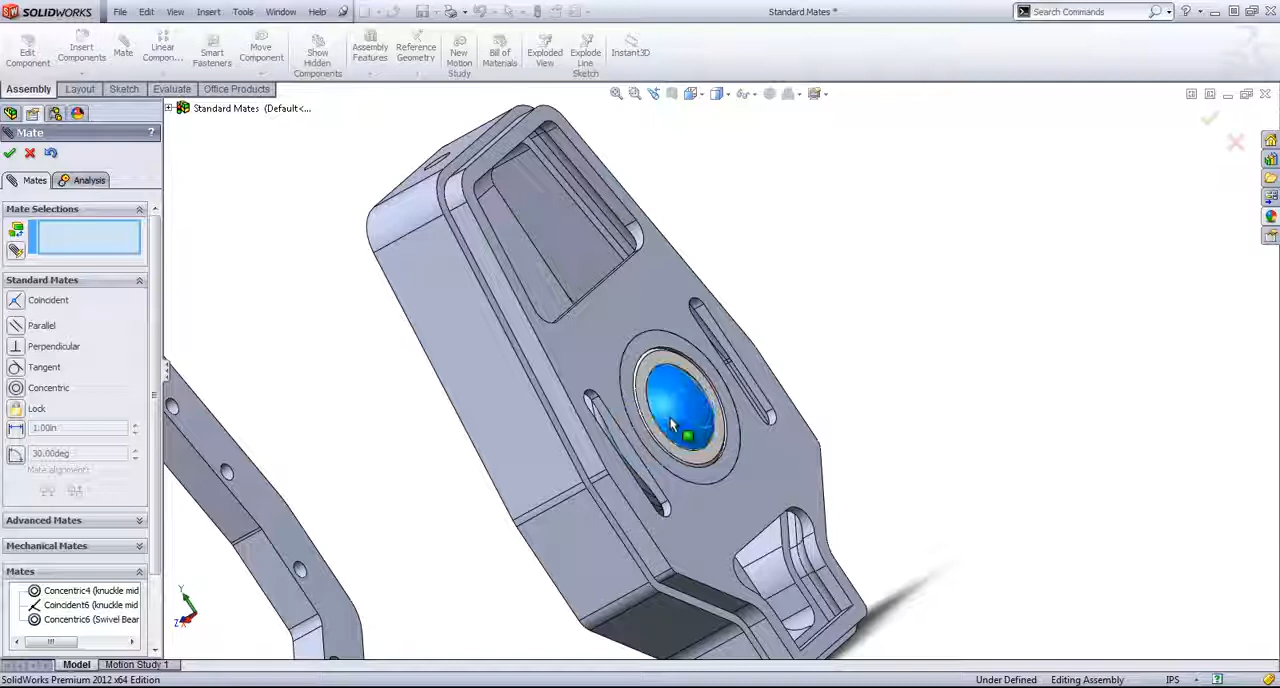 SOLIDWORKS File Edit View Insert Tools Window Help Standard Mates * Search Commands
Edit Component
Insert Components
Mate
Linear Compon...
Smart Fasteners
Move Component
Show Hidden Components
Assembly Features
Reference Geometry
New Motion Study
Bill of Materials
Exploded View
Explode Line Sketch
Instant3D
Assembly Layout Sketch Evaluate Office Products
Standard Mates (Default<...
Mate ?
Mates Analysis
Mate Selections
Standard Mates
Coincident
Parallel
Perpendicular
Tangent
Concentric
Lock
1.00in
30.00deg
Mate alignment:
Advanced Mates
Mechanical Mates
Mates
Concentric4 (knuckle mid
Coincident6 (knuckle mid
Concentric6 (Swivel Bear
Y
Z
Model Motion Study 1
SolidWorks Premium 2012 x64 Edition Under Defined Editing Assembly IPS